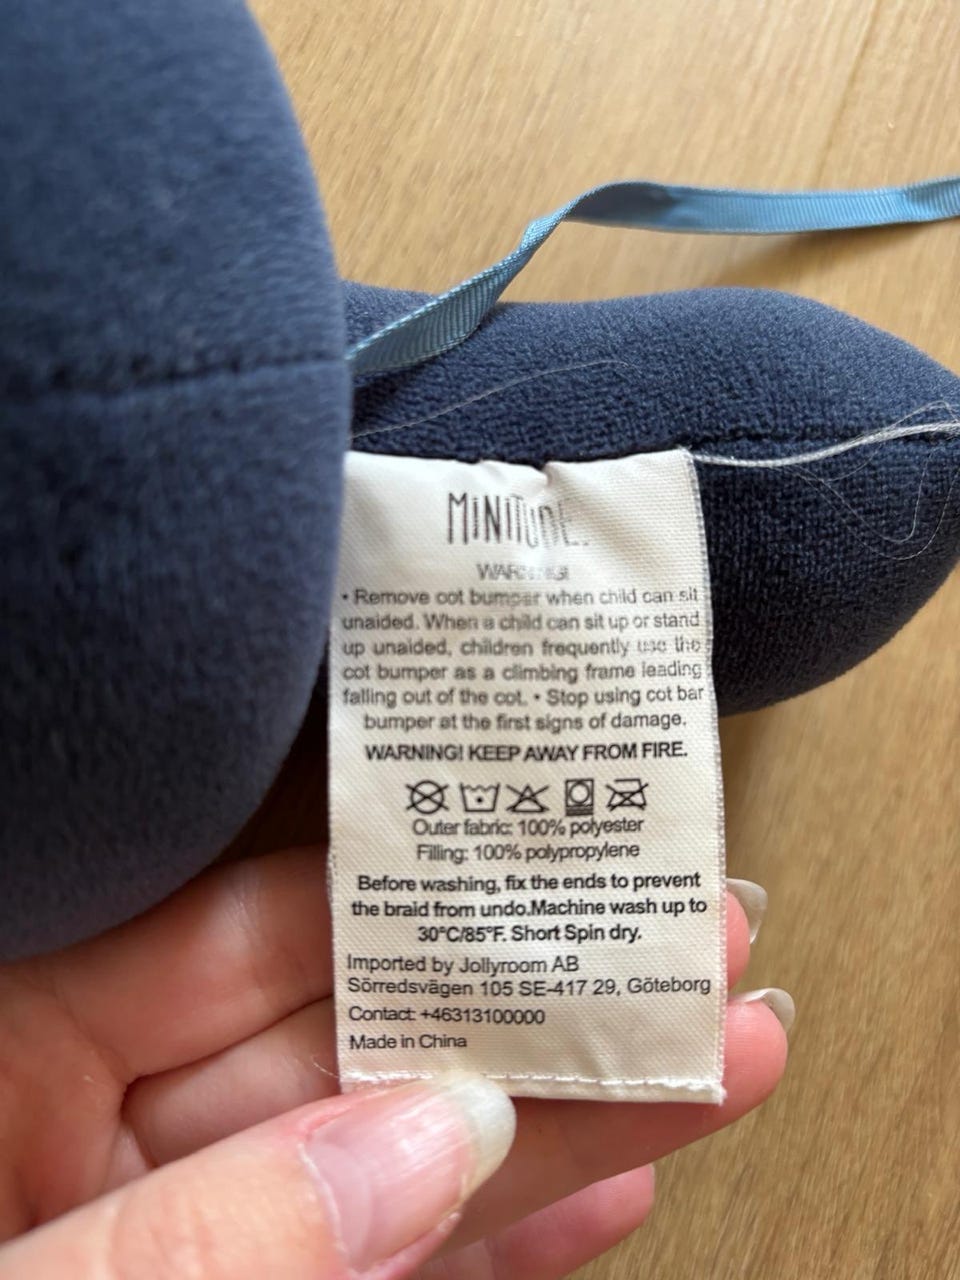 MINITUDE.
WARNING!
• Remove cot bumper when child can sit
unaided. When a child can sit up or stand
up unaided, children frequently use the
cot bumper as a climbing frame leading
falling out of the cot. • Stop using cot bar
bumper at the first signs of damage.
WARNING! KEEP AWAY FROM FIRE.
Outer fabric: 100% polyester
Filling: 100% polypropylene
Before washing, fix the ends to prevent
the braid from undo.Machine wash up to
30°C/85°F. Short Spin dry.
Imported by Jollyroom AB
Sörredsvägen 105 SE-417 29, Göteborg
Contact: +46313100000
Made in China